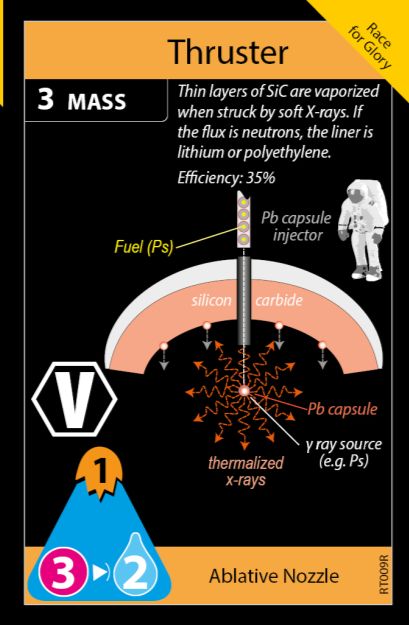 Race
for Glory
Thruster
3 MASS
Thin layers of SiC are vaporized
when struck by soft X-rays. If
the flux is neutrons, the liner is
lithium or polyethylene.
Efficiency: 35%
Pb capsule
injector
Fuel (Ps)
silicon carbide
V
Pb capsule
γ ray source
(e.g. Ps)
thermalized
x-rays
1
3 2
Ablative Nozzle
RT009R